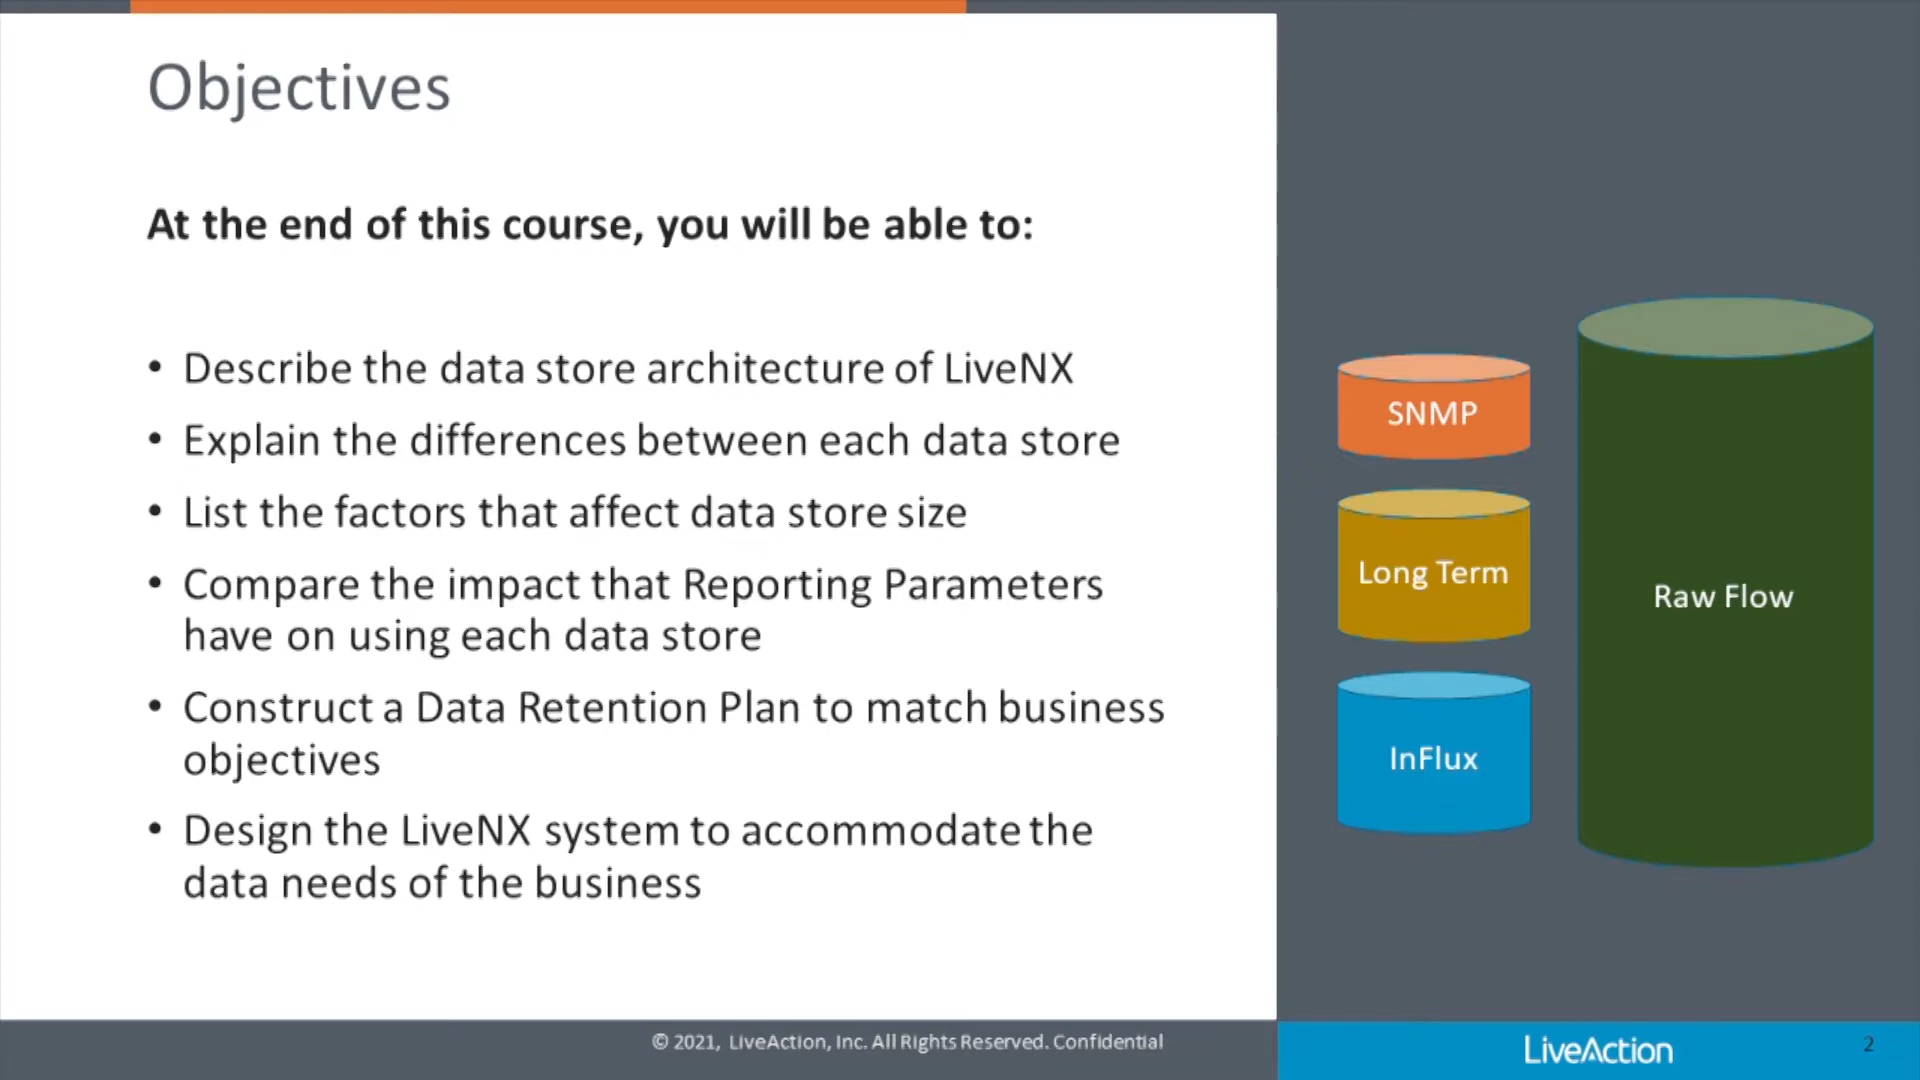 Objectives
At the end of this course, you will be able to:
• Describe the data store architecture of LiveNX
• Explain the differences between each data store
• List the factors that affect data store size
• Compare the impact that Reporting Parameters
have on using each data store
• Construct a Data Retention Plan to match business
objectives
• Design the LiveNX system to accommodate the
data needs of the business
SNMP
Long Term
InFlux
Raw Flow
© 2021, LiveAction, Inc. All Rights Reserved. Confidential
LiveAction
2